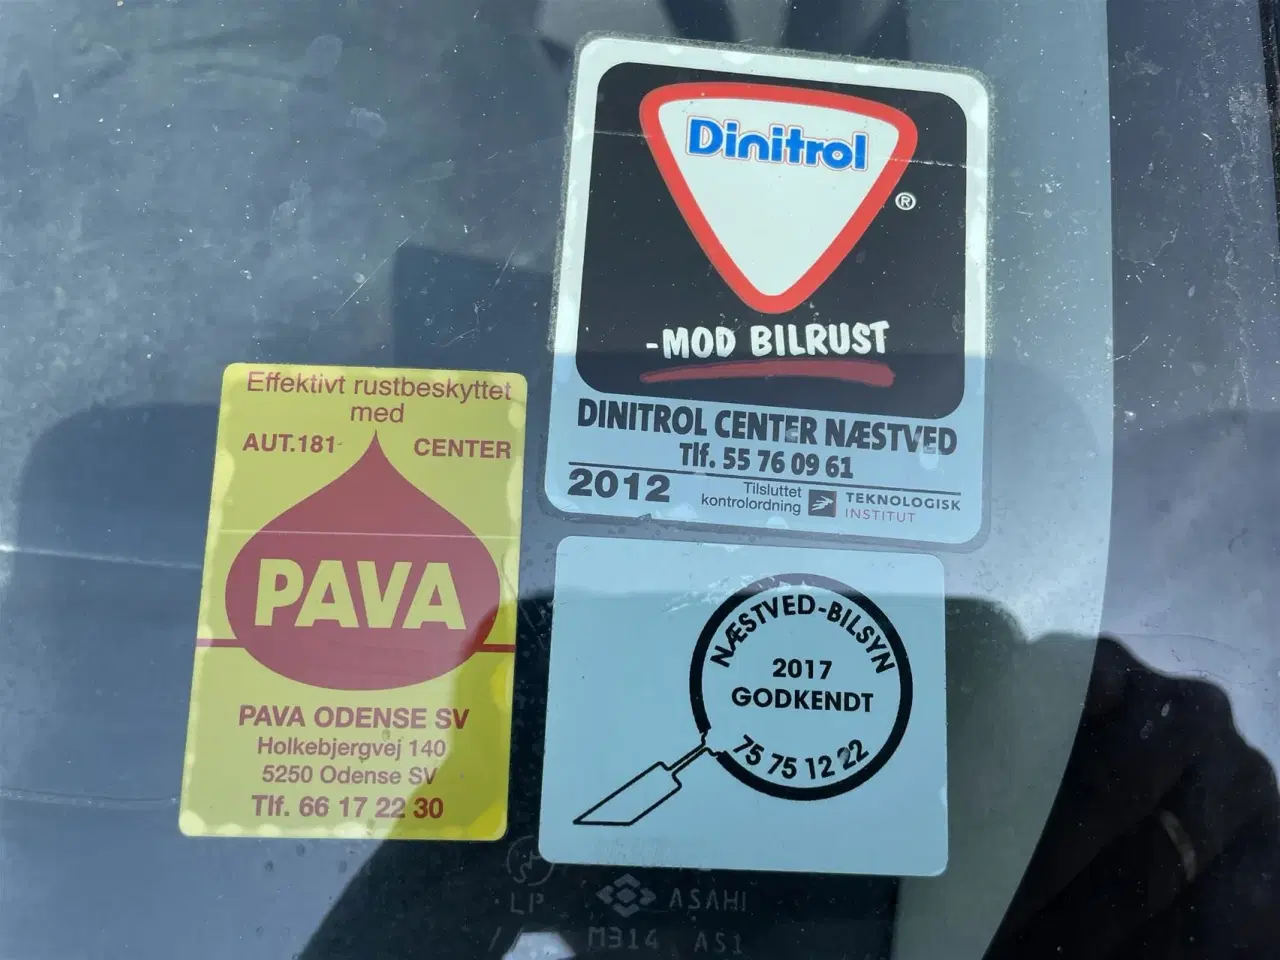 Dinitrol
®
-MOD BILRUST
DINITROL CENTER NÆSTVED
Tlf. 55 76 09 61
2012
Tilsluttet
kontrolordning
TEKNOLOGISK
INSTITUT
Effektivt rustbeskyttet
med
AUT.181 CENTER
PAVA
PAVA ODENSE SV
Holkebjergvej 140
5250 Odense SV
Tlf. 66 17 22 30
NÆSTVED-BILSYN
2017
GODKENDT
75 75 12 22
LP
ASAHI
M314 AS1